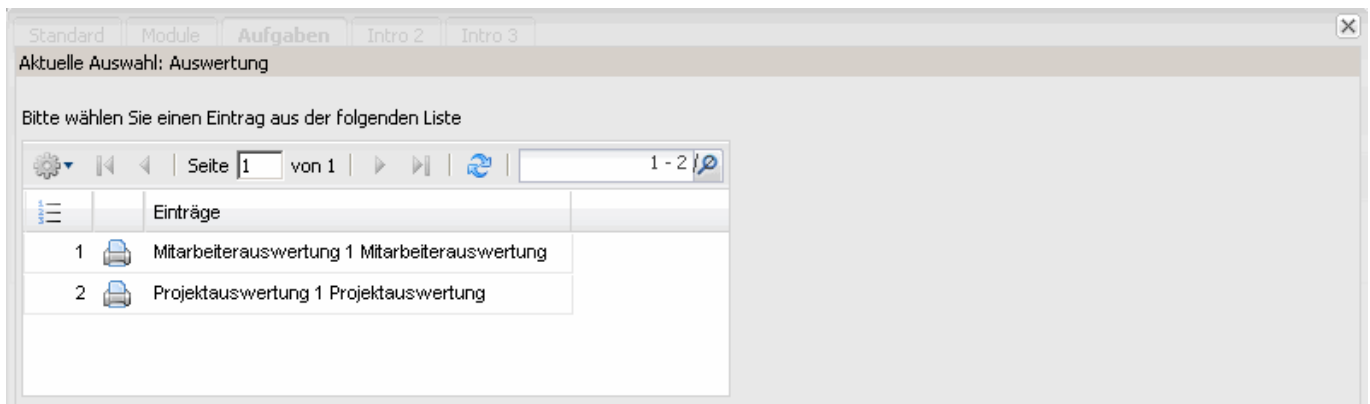 Standard Module Aufgaben Intro 2 Intro 3
Aktuelle Auswahl: Auswertung
Bitte wählen Sie einen Eintrag aus der folgenden Liste
Seite 1 von 1 1 - 2 /
Einträge
1 Mitarbeiterauswertung 1 Mitarbeiterauswertung
2 Projektauswertung 1 Projektauswertung